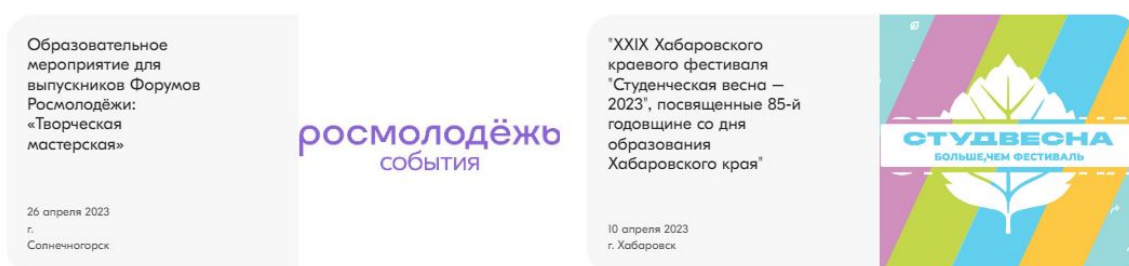 Образовательное
мероприятие для
выпускников Форумов
Росмолодёжи:
«Творческая
мастерская»
26 апреля 2023
г.
Солнечногорск
росмолодёжь
события
"XXIX Хабаровского
краевого фестиваля
"Студенческая весна –
2023", посвященные 85-й
годовщине со дня
образования
Хабаровского края"
10 апреля 2023
г. Хабаровск
СТУДВЕСНА
БОЛЬШЕ,ЧЕМ ФЕСТИВАЛЬ